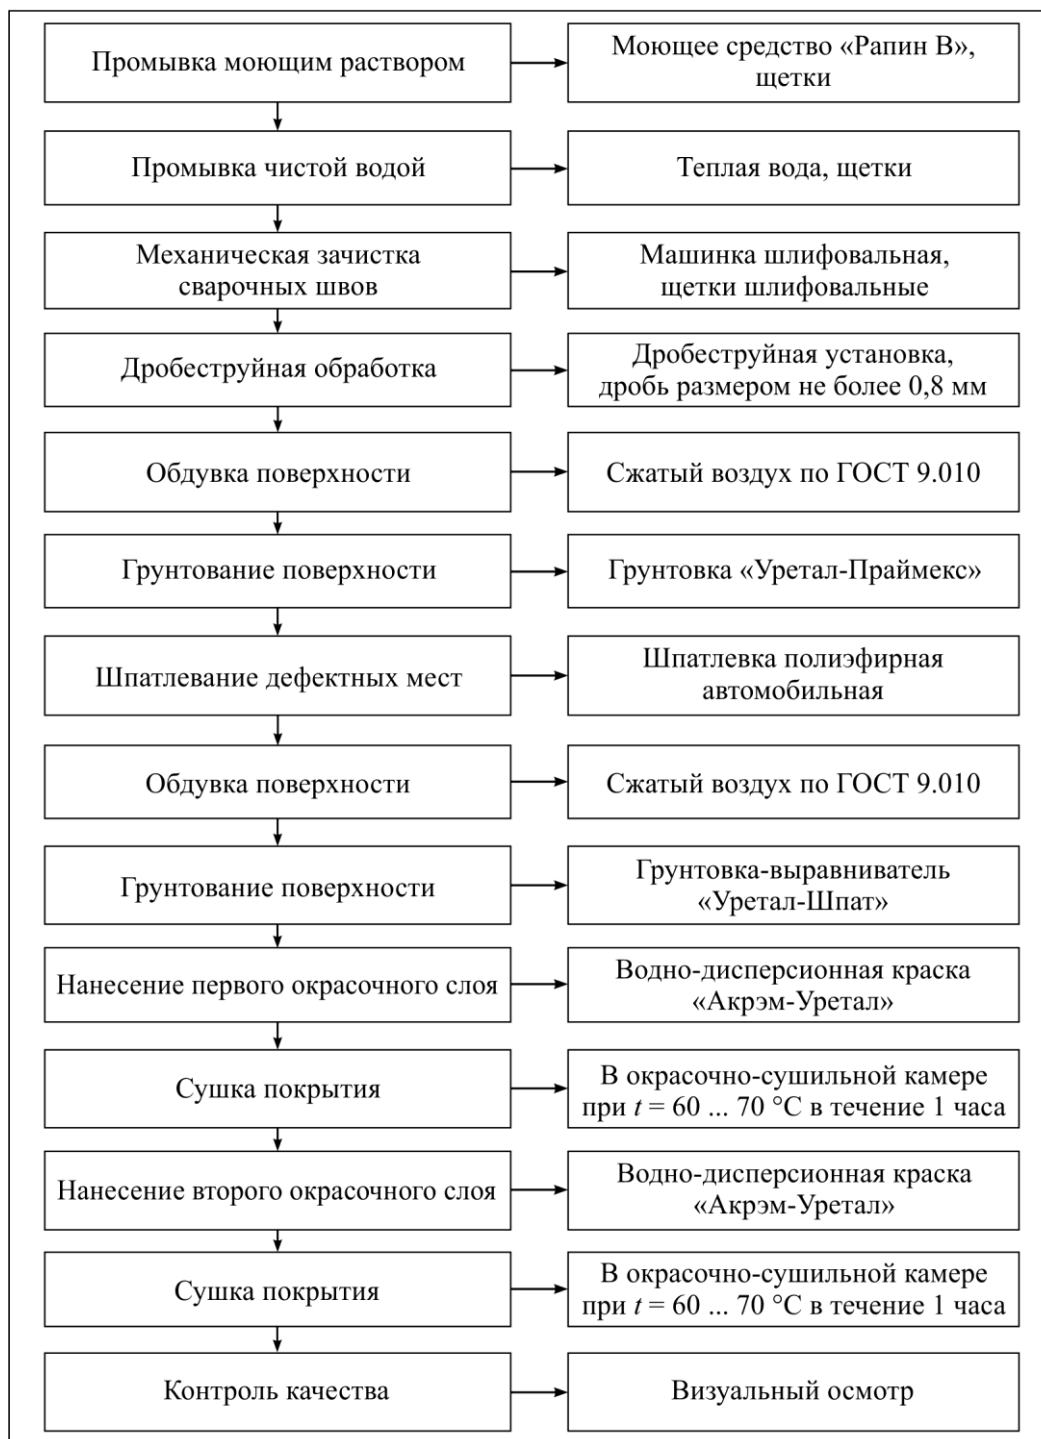 Промывка моющим раствором
Моющее средство «Рапин В»,
щетки
Промывка чистой водой
Теплая вода, щетки
Механическая зачистка
сварочных швов
Машинка шлифовальная,
щетки шлифовальные
Дробеструйная обработка
Дробеструйная установка,
дробь размером не более 0,8 мм
Обдувка поверхности
Сжатый воздух по ГОСТ 9.010
Грунтование поверхности
Грунтовка «Уретал-Праймекс»
Шпатлевание дефектных мест
Шпатлевка полиэфирная
автомобильная
Обдувка поверхности
Сжатый воздух по ГОСТ 9.010
Грунтование поверхности
Грунтовка-выравниватель
«Уретал-Шпат»
Нанесение первого окрасочного слоя
Водно-дисперсионная краска
«Акрэм-Уретал»
Сушка покрытия
В окрасочно-сушильной камере
при t = 60 ... 70 °C в течение 1 часа
Нанесение второго окрасочного слоя
Водно-дисперсионная краска
«Акрэм-Уретал»
Сушка покрытия
В окрасочно-сушильной камере
при t = 60 ... 70 °C в течение 1 часа
Контроль качества
Визуальный осмотр